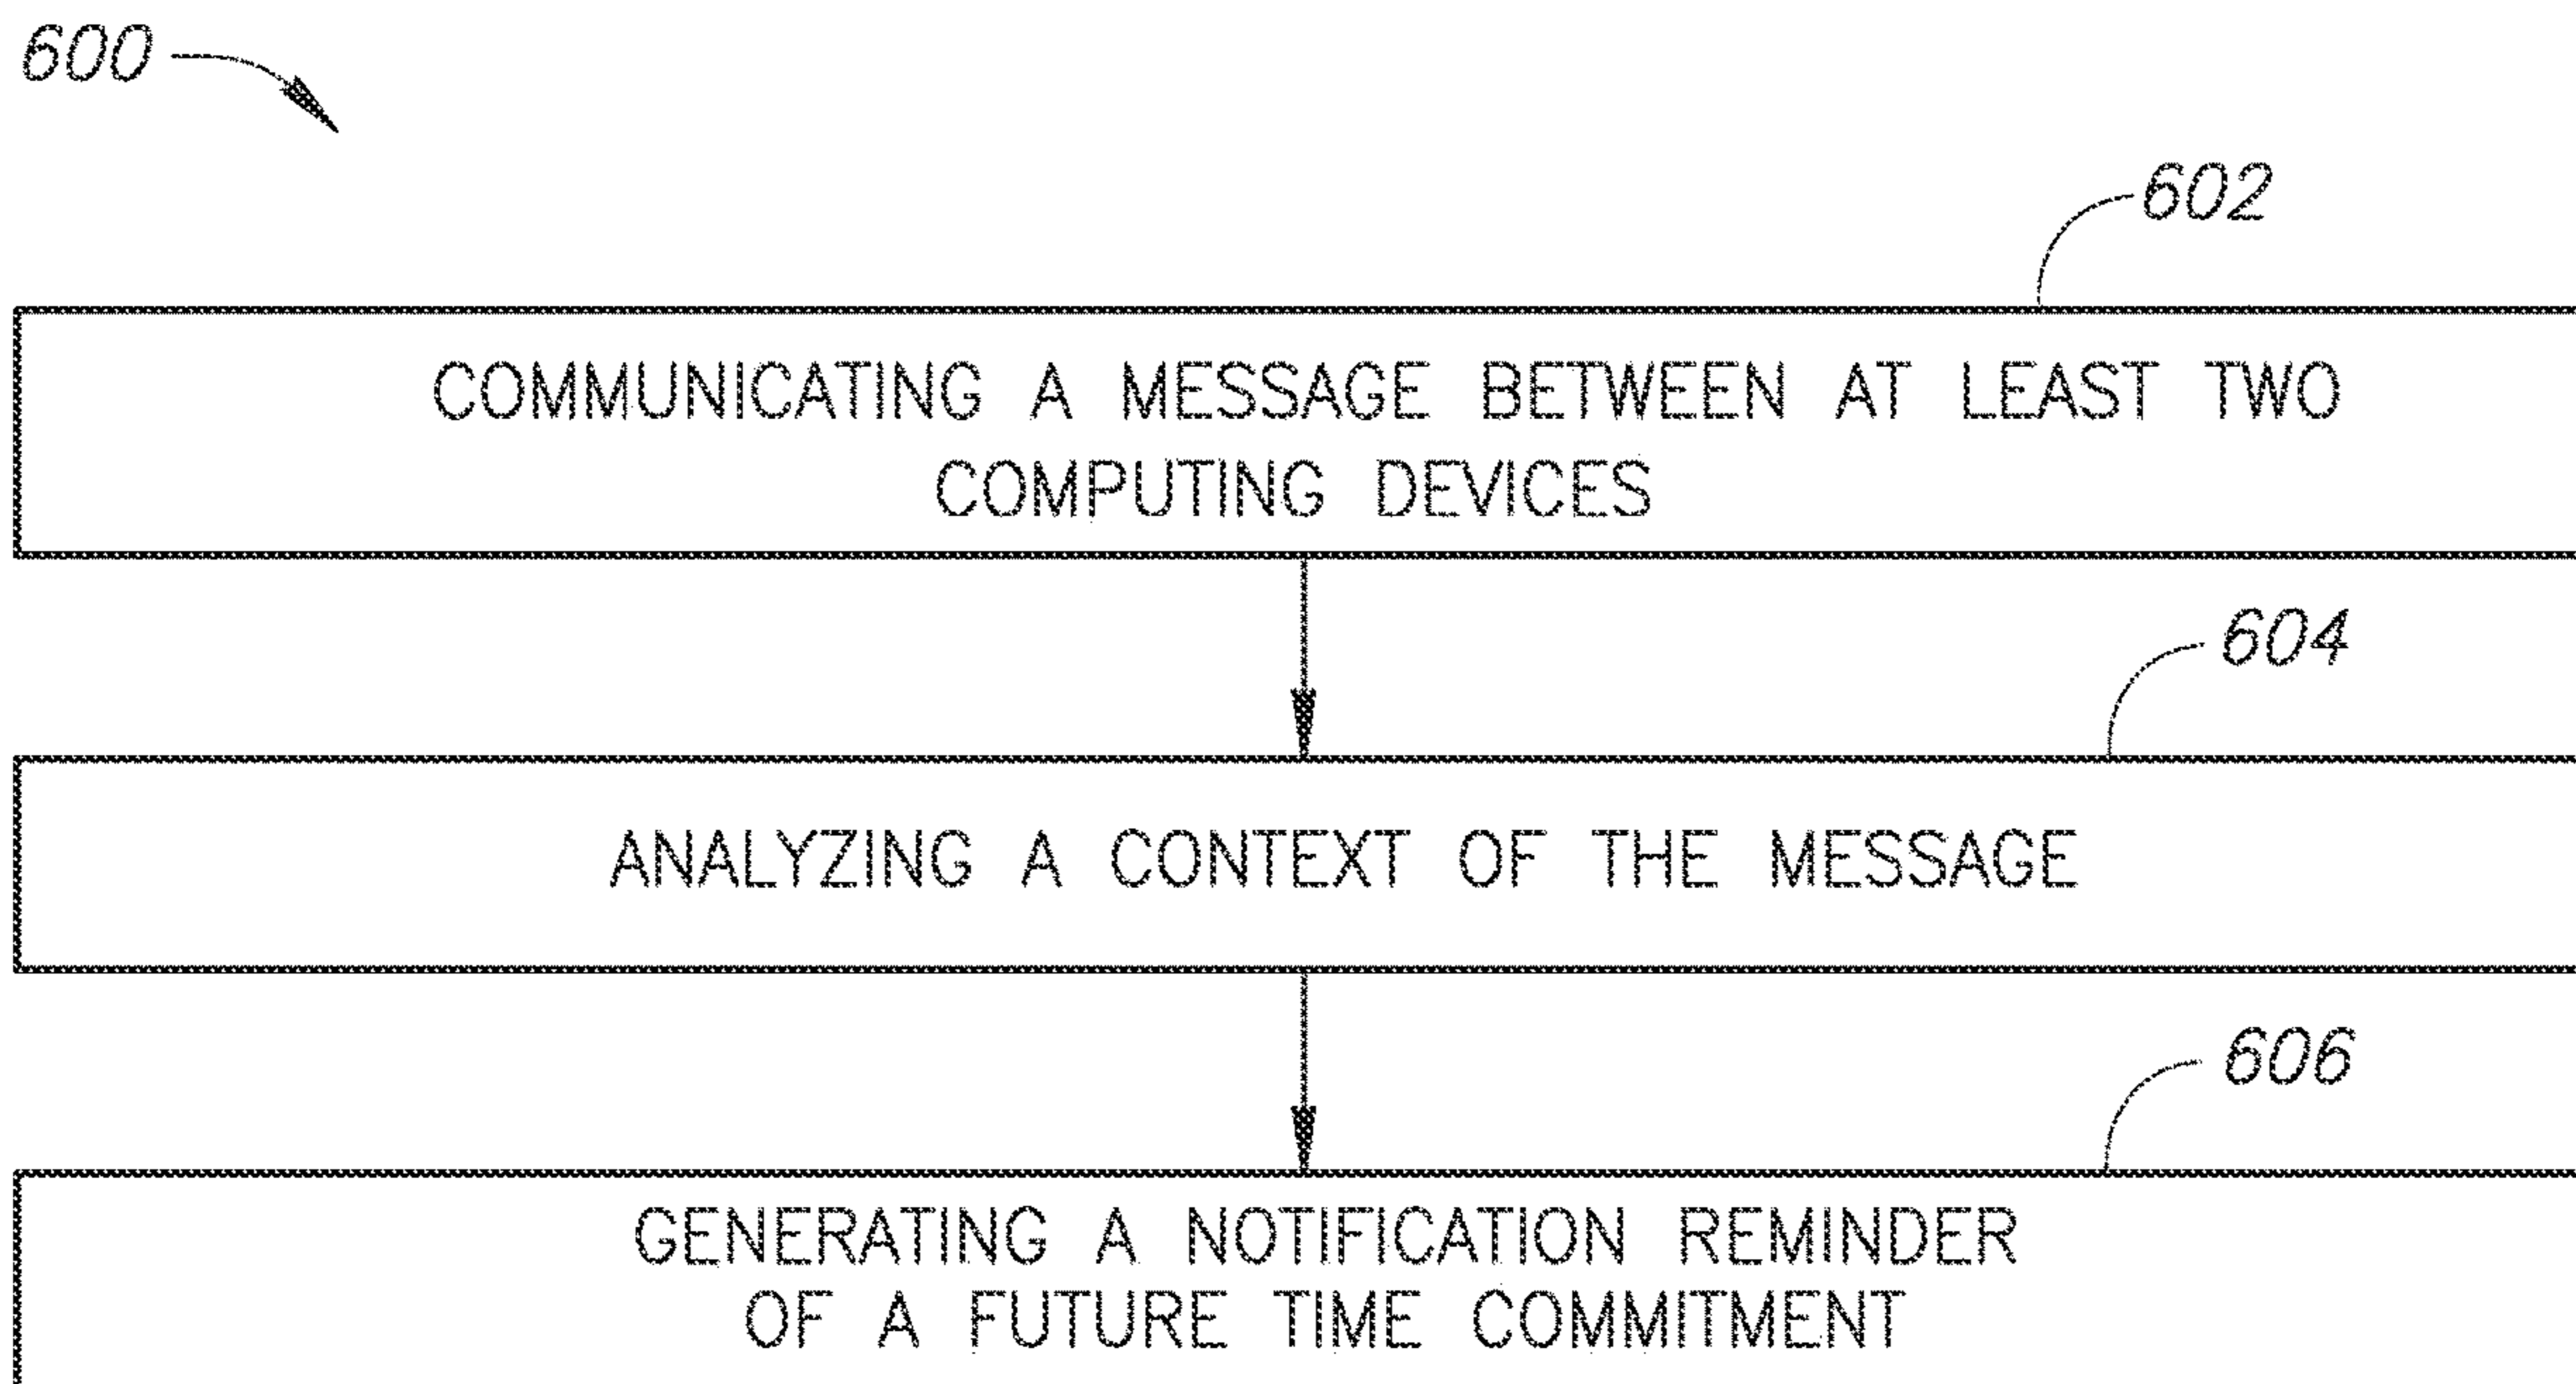 600
602
COMMUNICATING A MESSAGE BETWEEN AT LEAST TWO
COMPUTING DEVICES
604
ANALYZING A CONTEXT OF THE MESSAGE
606
GENERATING A NOTIFICATION REMINDER
OF A FUTURE TIME COMMITMENT